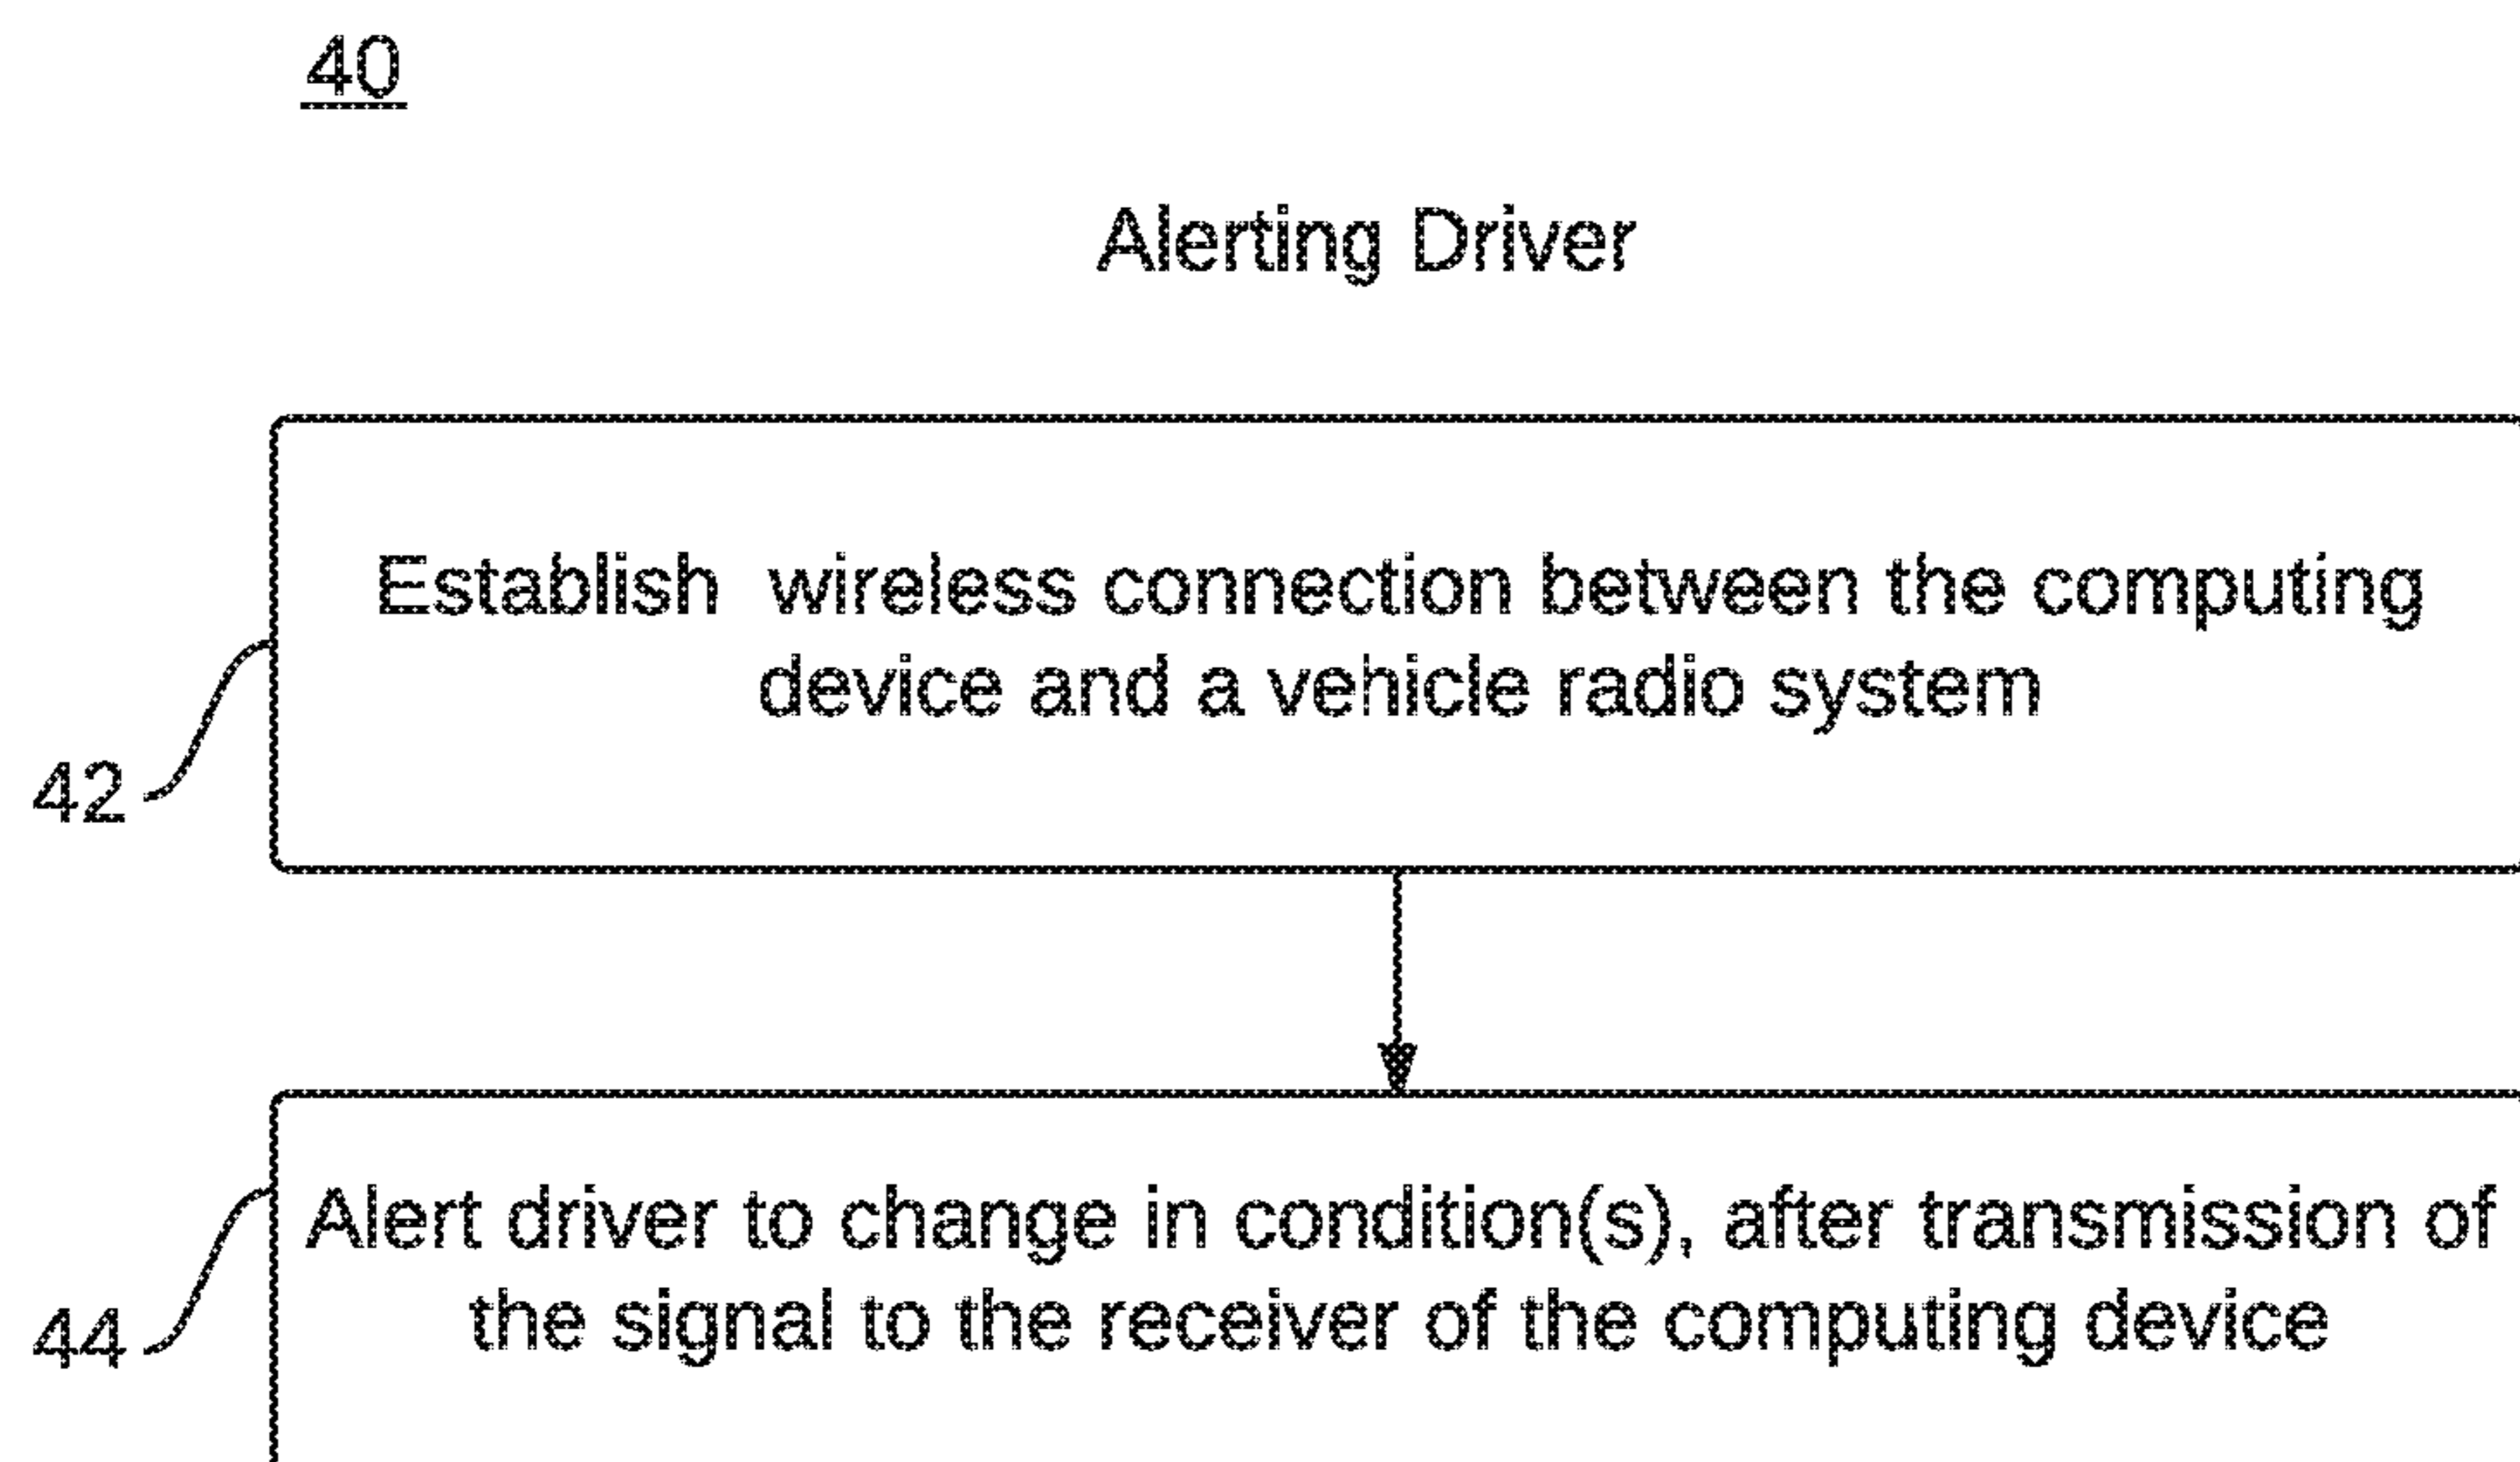 40
Alerting Driver
Establish wireless connection between the computing
device and a vehicle radio system
42
Alert driver to change in condition(s), after transmission of
the signal to the receiver of the computing device
44